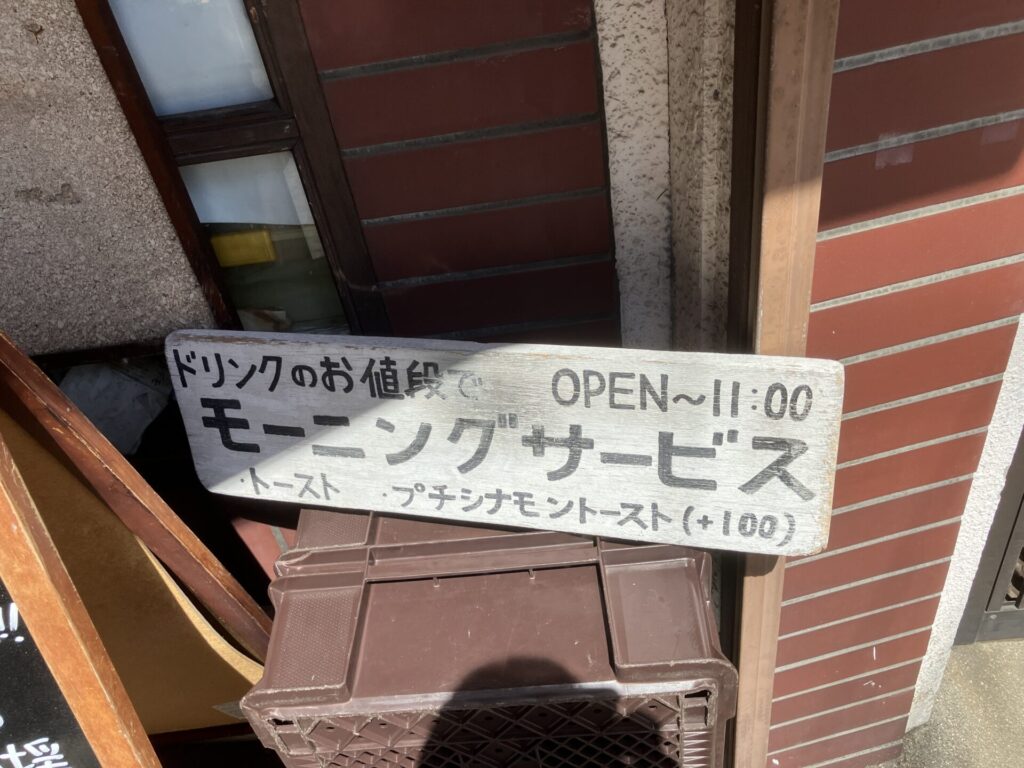 ドリンクのお値段で OPEN～11:00
モーニングサービス
・トースト ・プチシナモントースト(+100)
!!